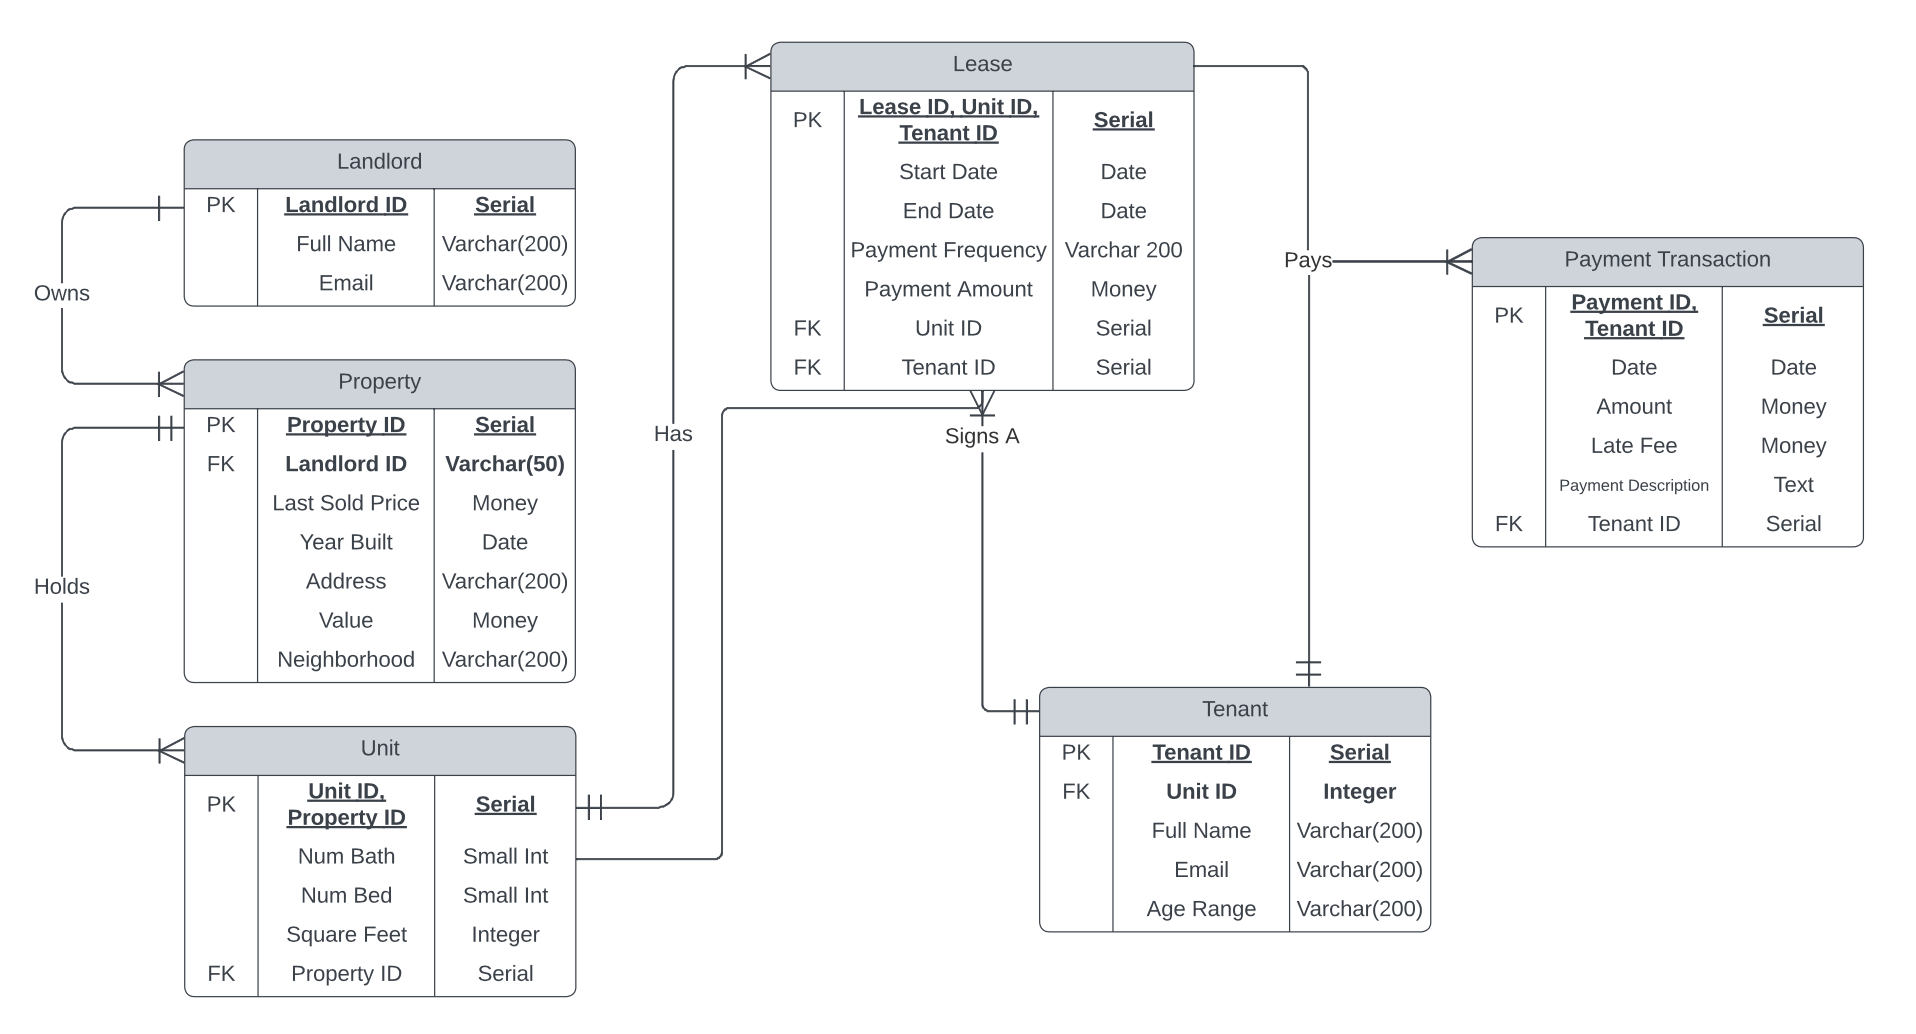 Landlord
PK Landlord ID Serial
Full Name Varchar(200)
Email Varchar(200)
Owns
Property
PK Property ID Serial
FK Landlord ID Varchar(50)
Last Sold Price Money
Year Built Date
Address Varchar(200)
Value Money
Neighborhood Varchar(200)
Holds
Unit
PK Unit ID, Serial
Property ID
Num Bath Small Int
Num Bed Small Int
Square Feet Integer
FK Property ID Serial
Has
Lease
PK Lease ID, Unit ID, Serial
Tenant ID
Start Date Date
End Date Date
Payment Frequency Varchar 200
Payment Amount Money
FK Unit ID Serial
FK Tenant ID Serial
Signs A
Pays
Payment Transaction
PK Payment ID, Serial
Tenant ID
Date Date
Amount Money
Late Fee Money
Payment Description Text
FK Tenant ID Serial
Tenant
PK Tenant ID Serial
FK Unit ID Integer
Full Name Varchar(200)
Email Varchar(200)
Age Range Varchar(200)